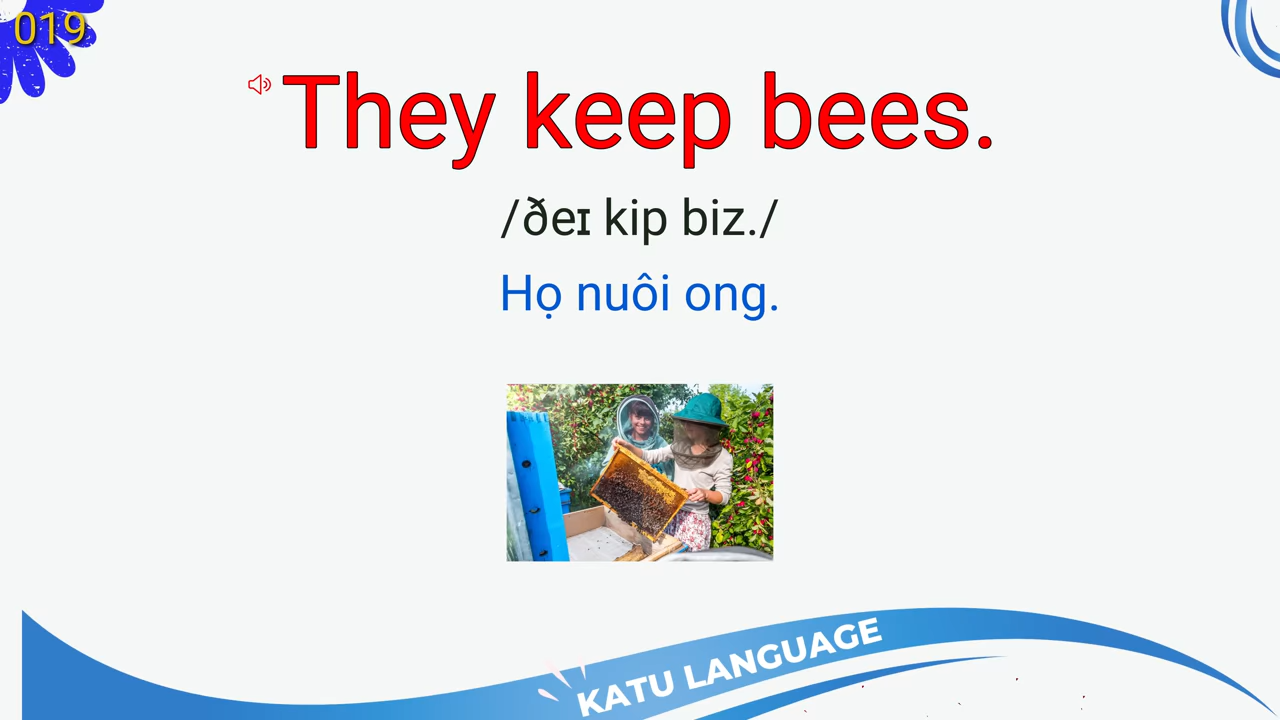 019
They keep bees.
/ðeɪ kip biz./
Họ nuôi ong.
KATU LANGUAGE